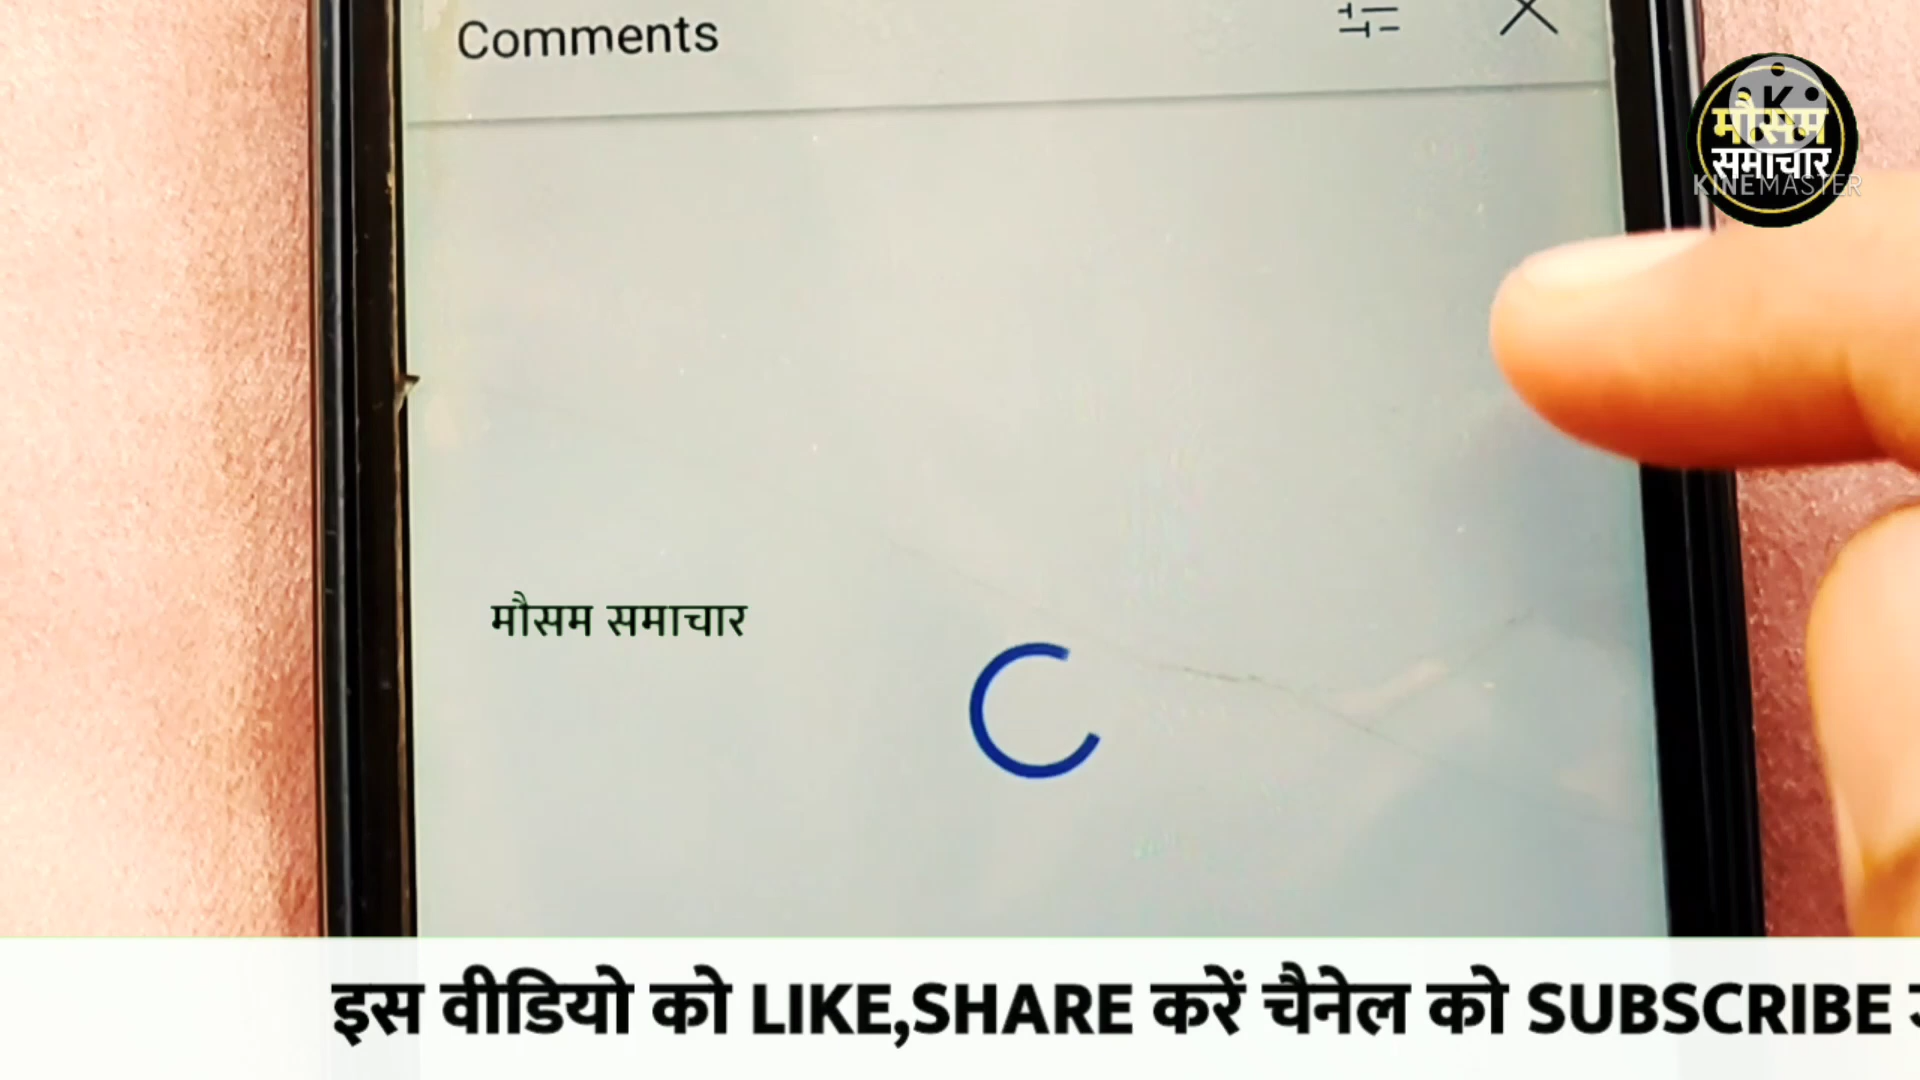 Comments
K
मौसम
समाचार
KINEMASTER
मौसम समाचार
इस वीडियो को LIKE,SHARE करें चैनेल को SUBSCRIBE